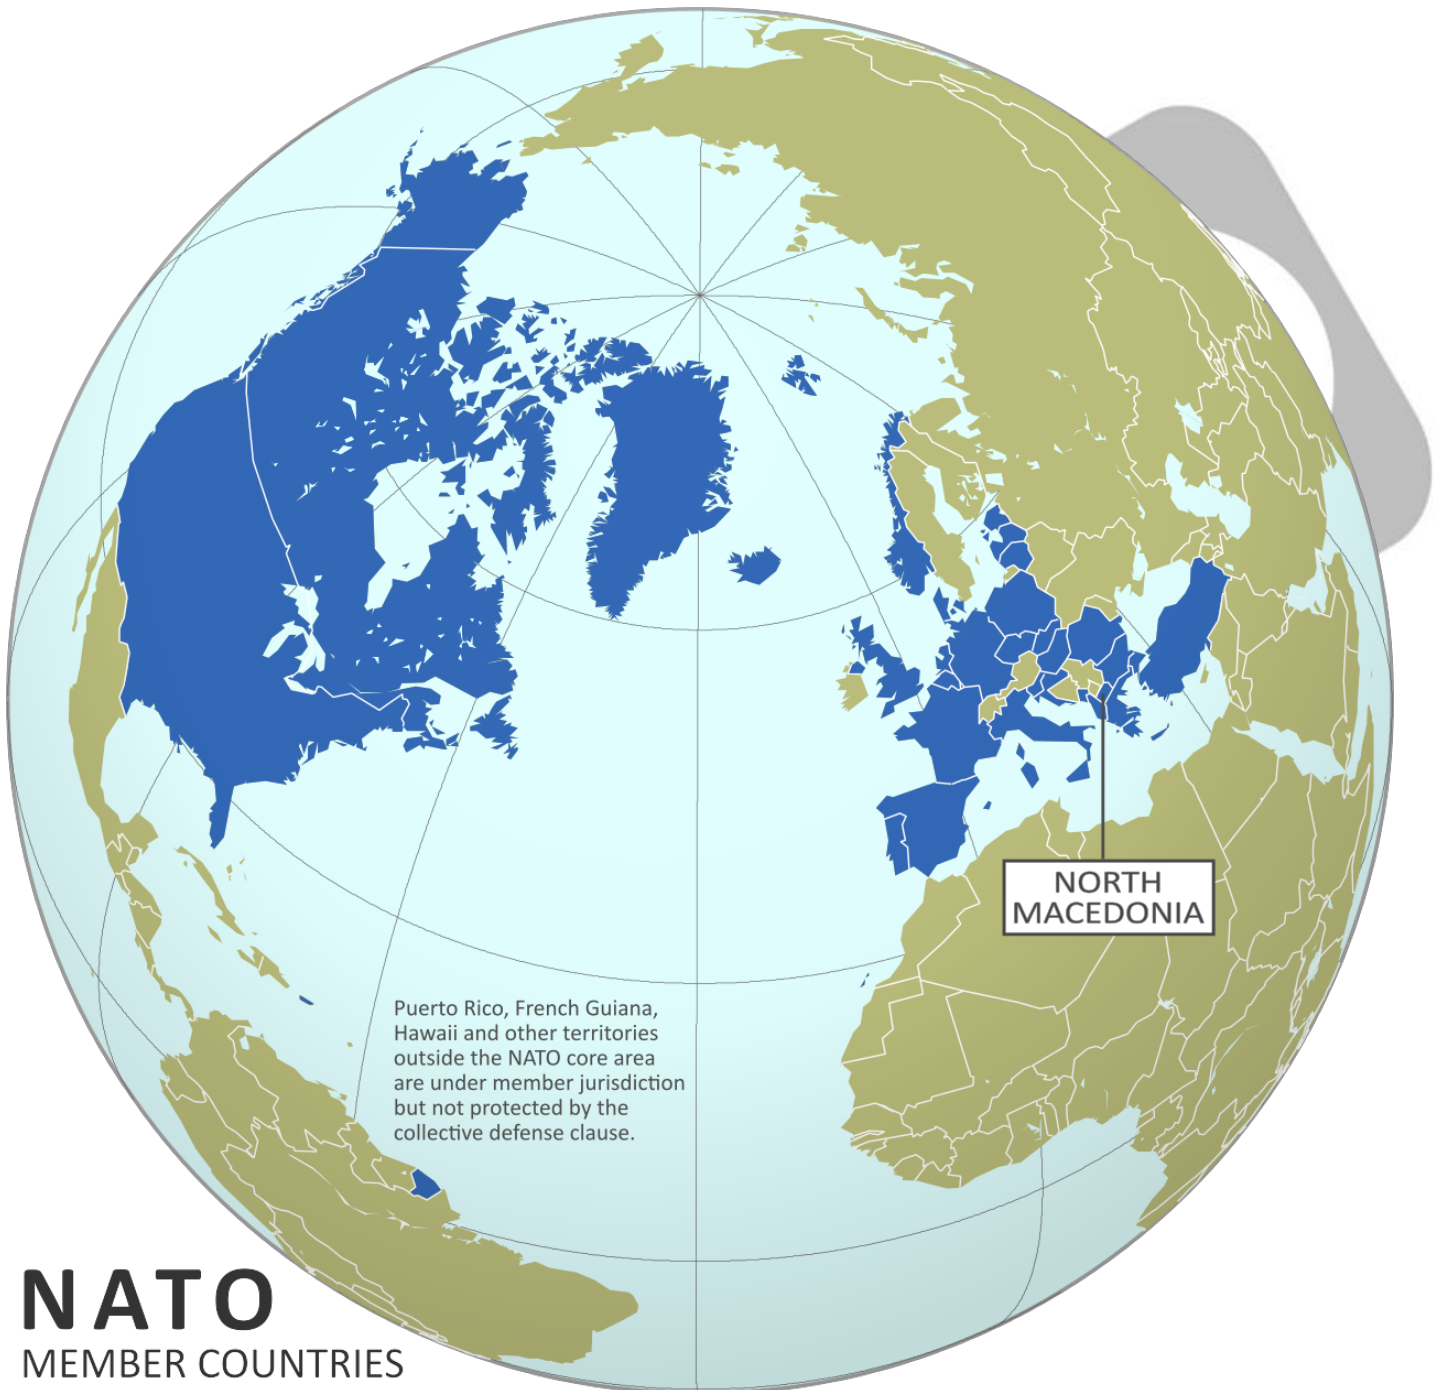 NORTH
MACEDONIA
Puerto Rico, French Guiana,
Hawaii and other territories
outside the NATO core area
are under member jurisdiction
but not protected by the
collective defense clause.
NATO
MEMBER COUNTRIES